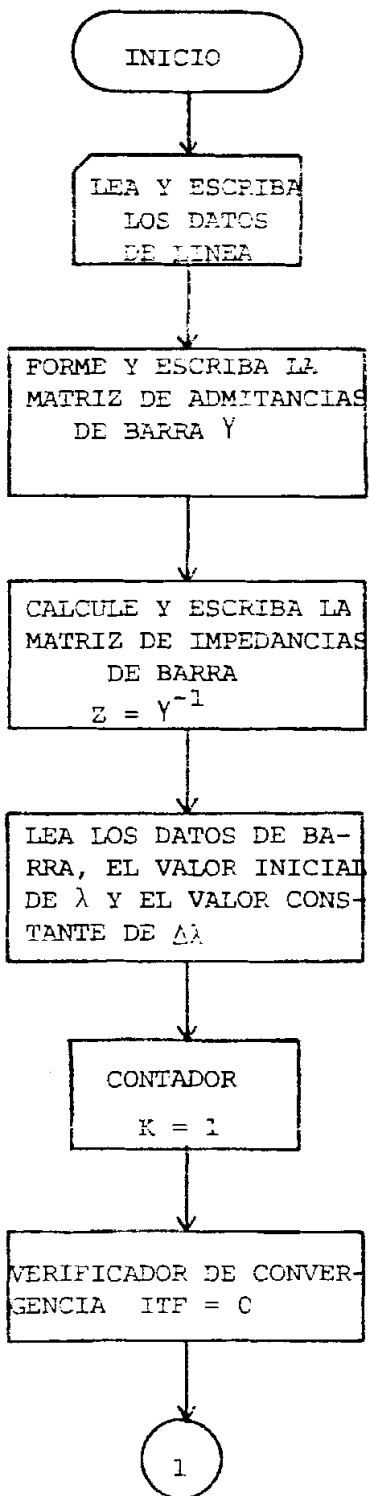 INICIO
LEA Y ESCRIBA
LOS DATOS
DE LINEA
FORME Y ESCRIBA LA
MATRIZ DE ADMITANCIAS
DE BARRA Y
CALCULE Y ESCRIBA LA
MATRIZ DE IMPEDANCIAS
DE BARRA
Z = Y⁻¹
LEA LOS DATOS DE BA-
RRA, EL VALOR INICIAL
DE λ Y EL VALOR CONS-
TANTE DE Δλ
CONTADOR
K = 1
VERIFICADOR DE CONVER-
GENCIA ITF = 0
1